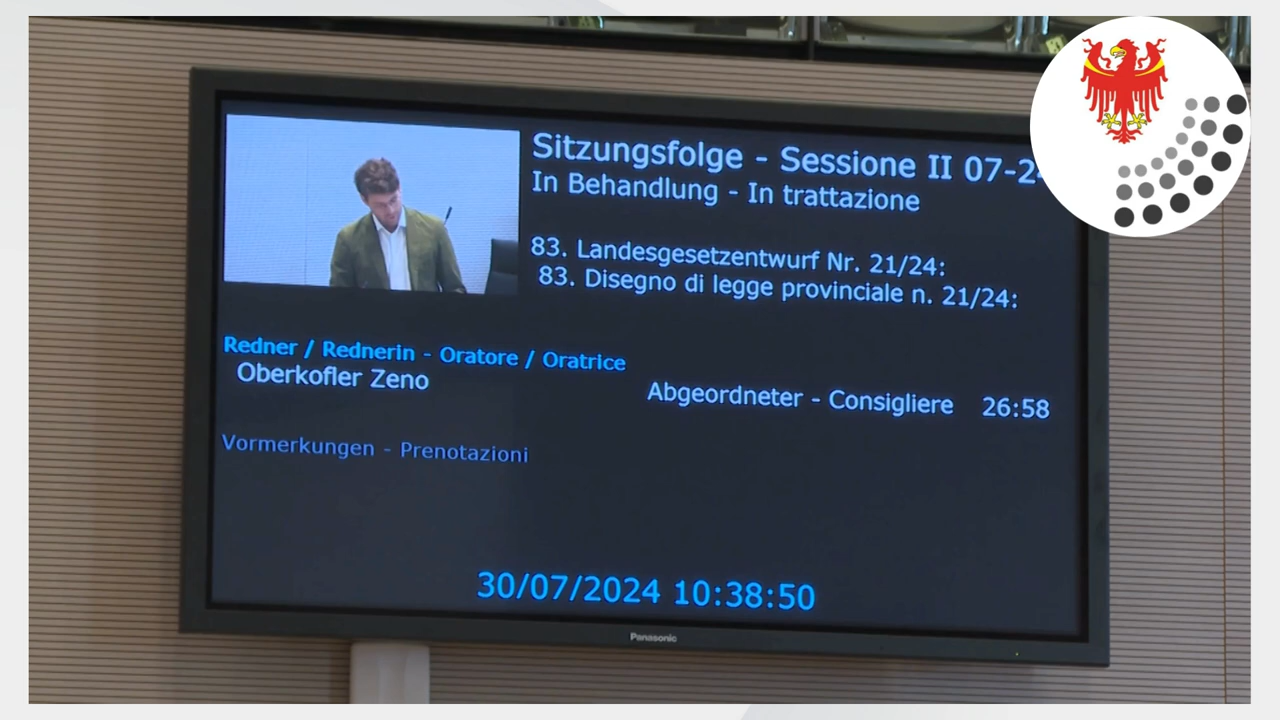 Sitzungsfolge - Sessione II 07-2
In Behandlung - In trattazione
83. Landesgesetzentwurf Nr. 21/24:
83. Disegno di legge provinciale n. 21/24:
Redner / Rednerin - Oratore / Oratrice
Oberkofler Zeno
Abgeordneter - Consigliere 26:58
Vormerkungen - Prenotazioni
30/07/2024 10:38:50
Panasonic